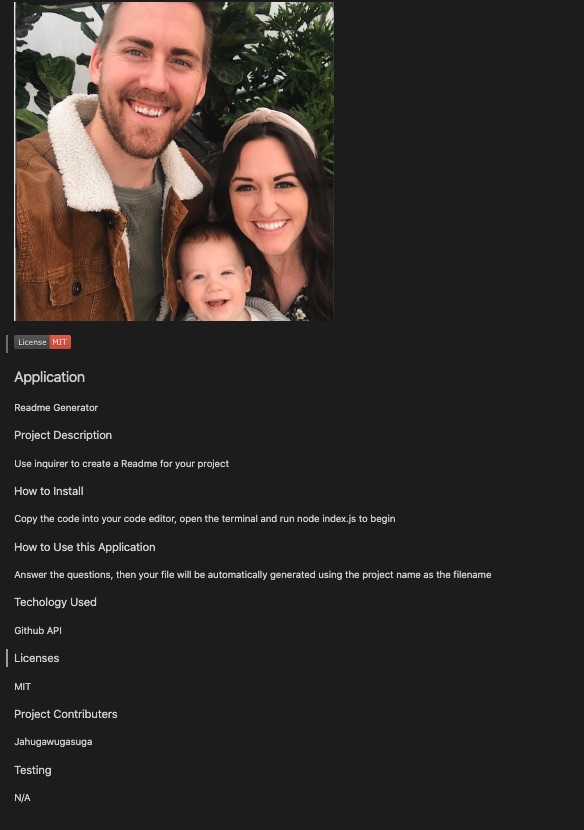 License MIT
Application
Readme Generator
Project Description
Use inquirer to create a Readme for your project
How to Install
Copy the code into your code editor, open the terminal and run node index.js to begin
How to Use this Application
Answer the questions, then your file will be automatically generated using the project name as the filename
Techology Used
Github API
Licenses
MIT
Project Contributers
Jahugawugasuga
Testing
N/A